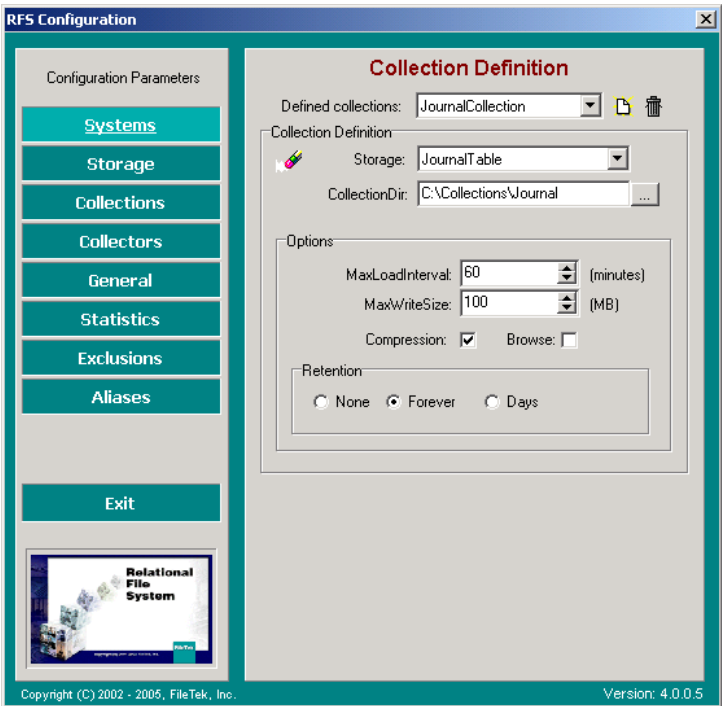 RFS Configuration
Configuration Parameters
Systems
Storage
Collections
Collectors
General
Statistics
Exclusions
Aliases
Exit
Relational
File
System
FileTek
Copyright (C) 2002 - 2005, FileTek, Inc.
Collection Definition
Defined collections: JournalCollection
Collection Definition
Storage: JournalTable
CollectionDir: C:\Collections\Journal ...
Options
MaxLoadInterval: 60 (minutes)
MaxWriteSize: 100 (MB)
Compression: Browse:
Retention
None Forever Days
Version: 4.0.0.5